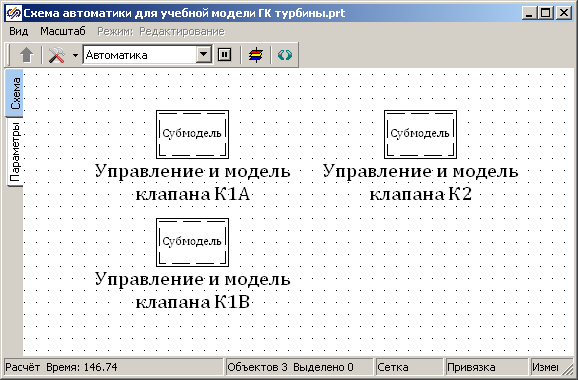 Схема автоматики для учебной модели ГК турбины.prt
Вид Масштаб Режим: Редактирование
Автоматика
Схема
Параметры
Субмодель
Управление и модель
клапана К1А
Субмодель
Управление и модель
клапана К2
Субмодель
Управление и модель
клапана К1В
Расчёт Время: 146.74 Объектов 3 Выделено 0 Сетка Привязка Измен